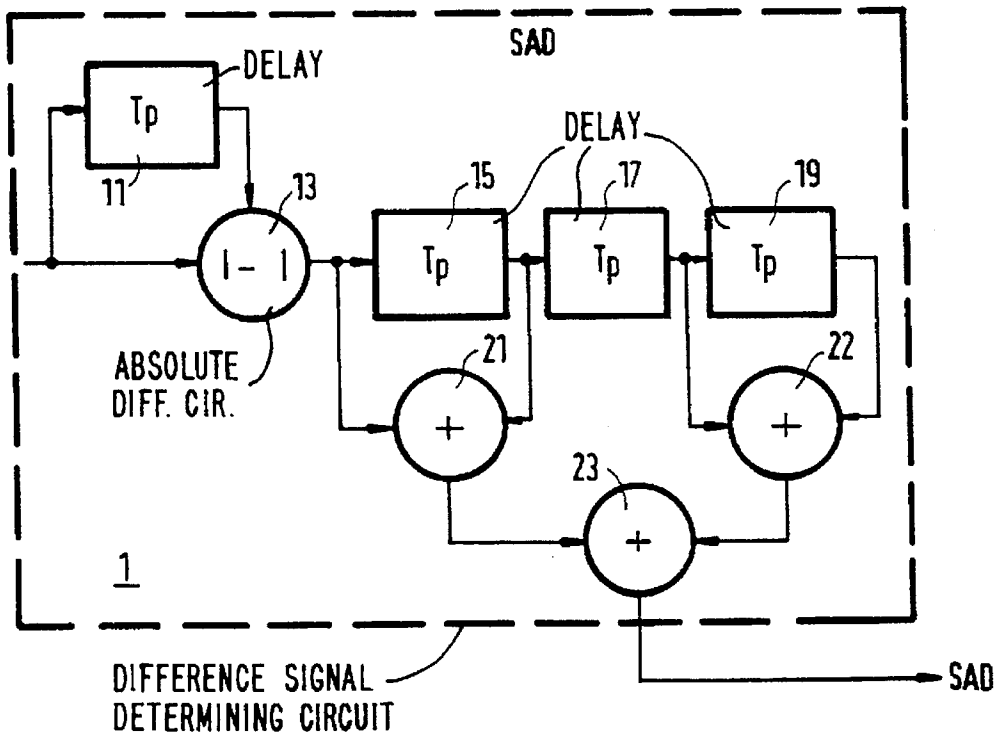 SAD
DELAY
Tp
11
DELAY
13
15
17
19
| - |
Tp
Tp
Tp
ABSOLUTE
DIFF. CIR.
21
22
+
+
23
+
1
DIFFERENCE SIGNAL
DETERMINING CIRCUIT
SAD